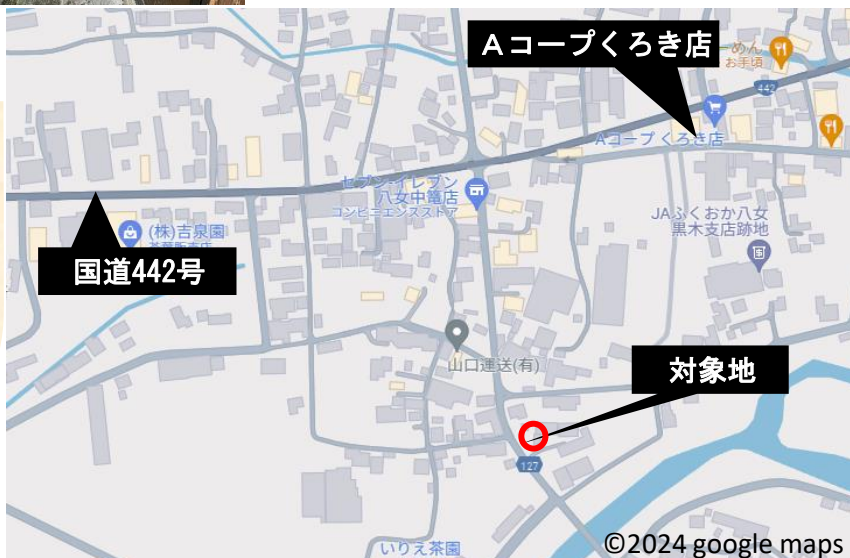 Aコープくろき店
ーめん
お手頃
442
Aコープ くろき店
セブン-イレブン
八女中篭店
コンビニエンスストア
JAふくおか八女
黒木支店跡地
(株)吉泉園
国道442号
山口運送(有)
対象地
127
いりえ茶園
©2024 google maps